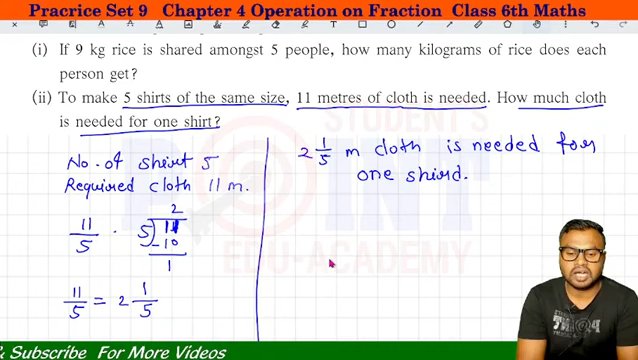 Pracrice Set 9 Chapter 4 Operation on Fraction Class 6th Maths
(i) If 9 kg rice is shared amongst 5 people, how many kilograms of rice does each
person get?
(ii) To make 5 shirts of the same size, 11 metres of cloth is needed. How much cloth
is needed for one shirt?
STUDENT'S
POINT
EDUCADEMY
No. of shirt 5
Required cloth 11 m.
11/5 . 5)11 2
- 10
1
11/5 = 2 1/5
2 1/5 m cloth is needed for
one shird.
& Subscribe For More Videos